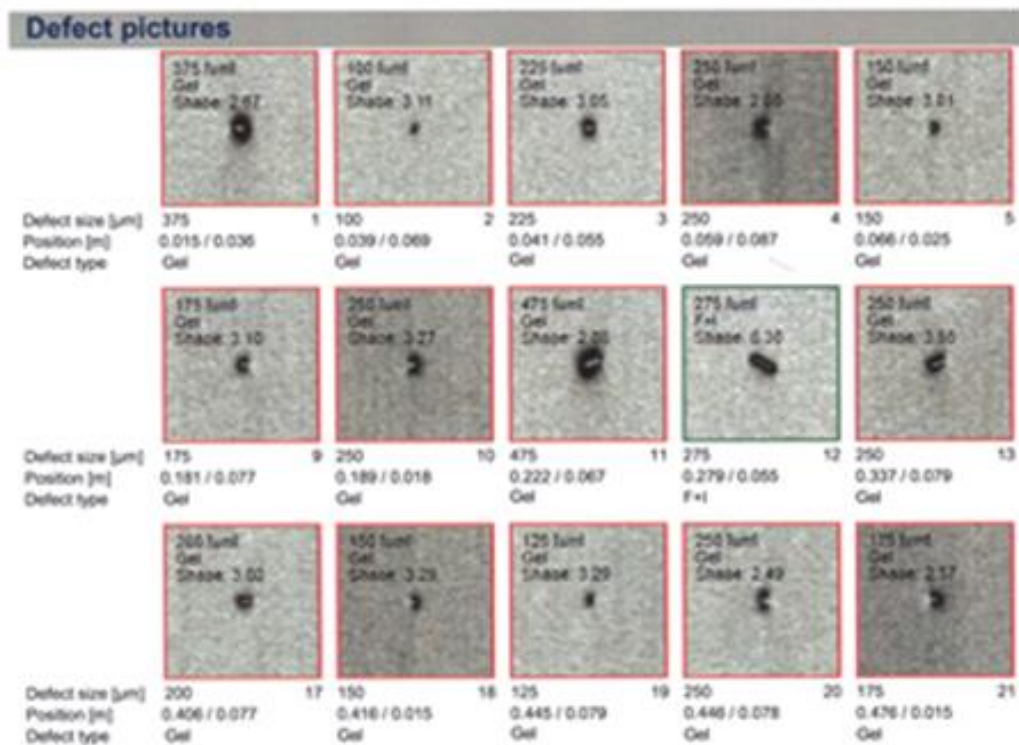 Defect pictures
375 [µm] 100 [µm] 225 [µm] 250 [µm] 150 [µm]
Gel Gel Gel Gel Gel
Shape: 2.67 Shape: 3.11 Shape: 3.05 Shape: Shape: 3.01
Defect size [µm] 375 1 100 2 225 3 250 4 150 5
Position [m] 0.015 / 0.036 0.039 / 0.069 0.041 / 0.055 0.059 / 0.087 0.066 / 0.025
Defect type Gel Gel Gel Gel Gel
175 [µm] 250 [µm] 475 [µm] 275 [µm] 250 [µm]
Gel Gel Gel F+I Gel
Shape: 3.10 Shape: 3.27 Shape: Shape: 6.38 Shape:
Defect size [µm] 175 9 250 10 475 11 275 12 250 13
Position [m] 0.181 / 0.077 0.189 / 0.018 0.222 / 0.067 0.279 / 0.055 0.337 / 0.079
Defect type Gel Gel Gel F+I Gel
200 [µm] 150 [µm] 125 [µm] 250 [µm] 175 [µm]
Gel Gel Gel Gel Gel
Shape: Shape: 3.29 Shape: 3.29 Shape: 2.49 Shape: 2.17
Defect size [µm] 200 17 150 18 125 19 250 20 175 21
Position [m] 0.406 / 0.077 0.416 / 0.015 0.445 / 0.079 0.446 / 0.078 0.476 / 0.015
Defect type Gel Gel Gel Gel Gel